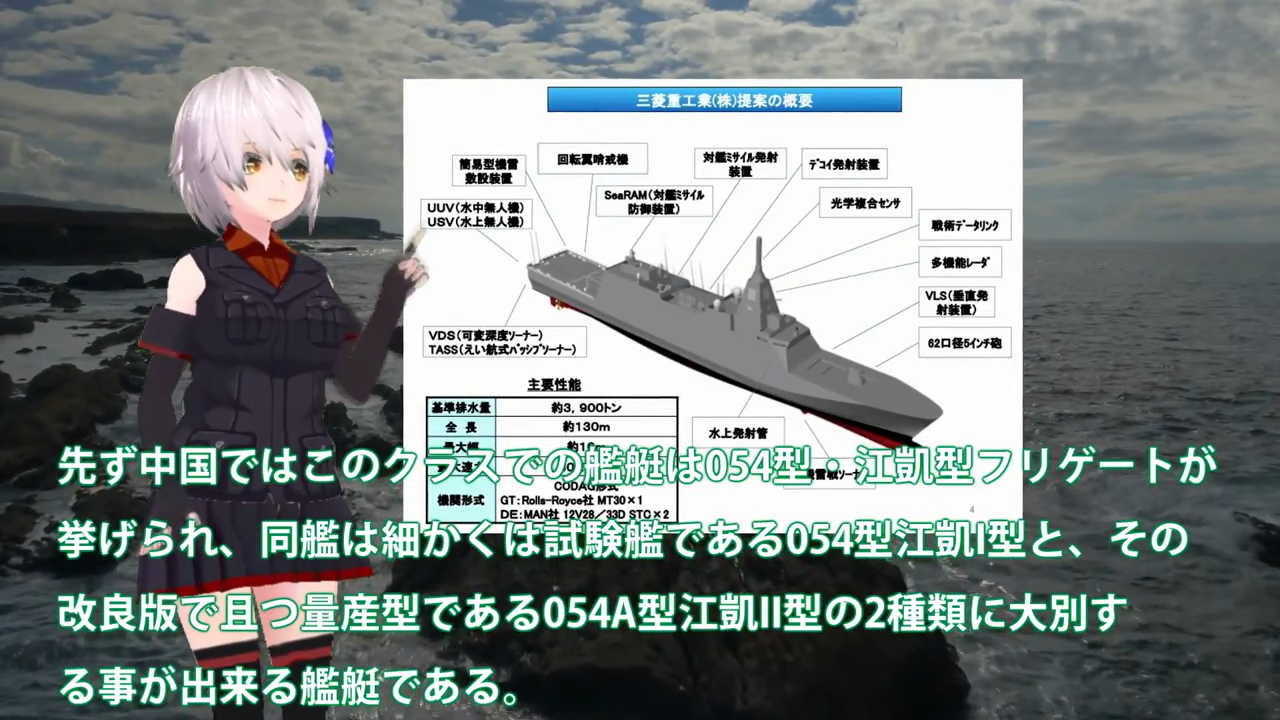 三菱重工業(株)提案の概要
簡易型機雷
敷設装置
回転翼哨戒機
対艦ミサイル発射
装置
デコイ発射装置
UUV(水中無人機)
USV(水上無人機)
SeaRAM(対艦ミサイル
防御装置)
光学複合センサ
戦術データリンク
多機能レーダ
VLS(垂直発
射装置)
62口径5インチ砲
VDS(可変深度ソーナー)
TASS(えい航式パッシブソーナー)
水上発射管
主要性能
基準排水量 約3,900トン
全 長 約130m
機関形式 CODAG形式
GT:Rolls-Royce社 MT30×1
DE:MAN社 12V28/33D STC×2
4
先ず中国ではこのクラスでの艦艇は054型・江凱型フリゲートが
挙げられ、同艦は細かくは試験艦である054型江凱I型と、その
改良版で且つ量産型である054A型江凱II型の2種類に大別す
る事が出来る艦艇である。